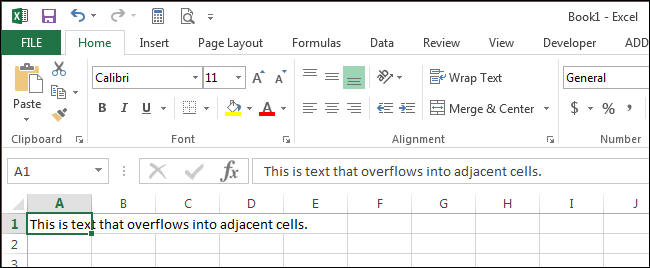 Book1 - Excel
FILE Home Insert Page Layout Formulas Data Review View Developer ADD
Paste Calibri 11 A A Wrap Text General
B I U A Merge & Center $ % ,
Clipboard Font Alignment Number
A1 fx This is text that overflows into adjacent cells.
A B C D E F G H I J
1 This is text that overflows into adjacent cells.
2
3